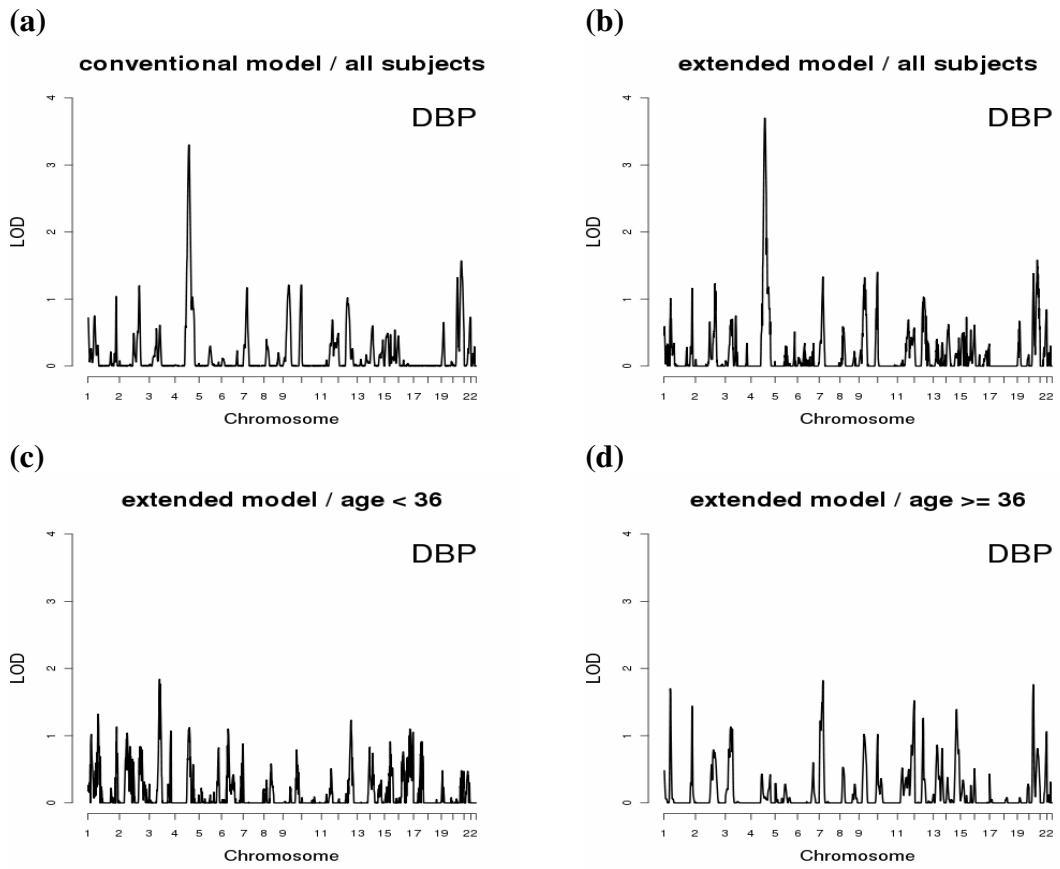 (a)
conventional model / all subjects
DBP
4
3
2
1
0
LOD
1 2 3 4 5 6 7 8 9 11 13 15 17 19 22
Chromosome
(b)
extended model / all subjects
DBP
4
3
2
1
0
LOD
1 2 3 4 5 6 7 8 9 11 13 15 17 19 22
Chromosome
(c)
extended model / age < 36
DBP
4
3
2
1
0
LOD
1 2 3 4 5 6 7 8 9 11 13 15 17 19 22
Chromosome
(d)
extended model / age >= 36
DBP
4
3
2
1
0
LOD
1 2 3 4 5 6 7 8 9 11 13 15 17 19 22
Chromosome